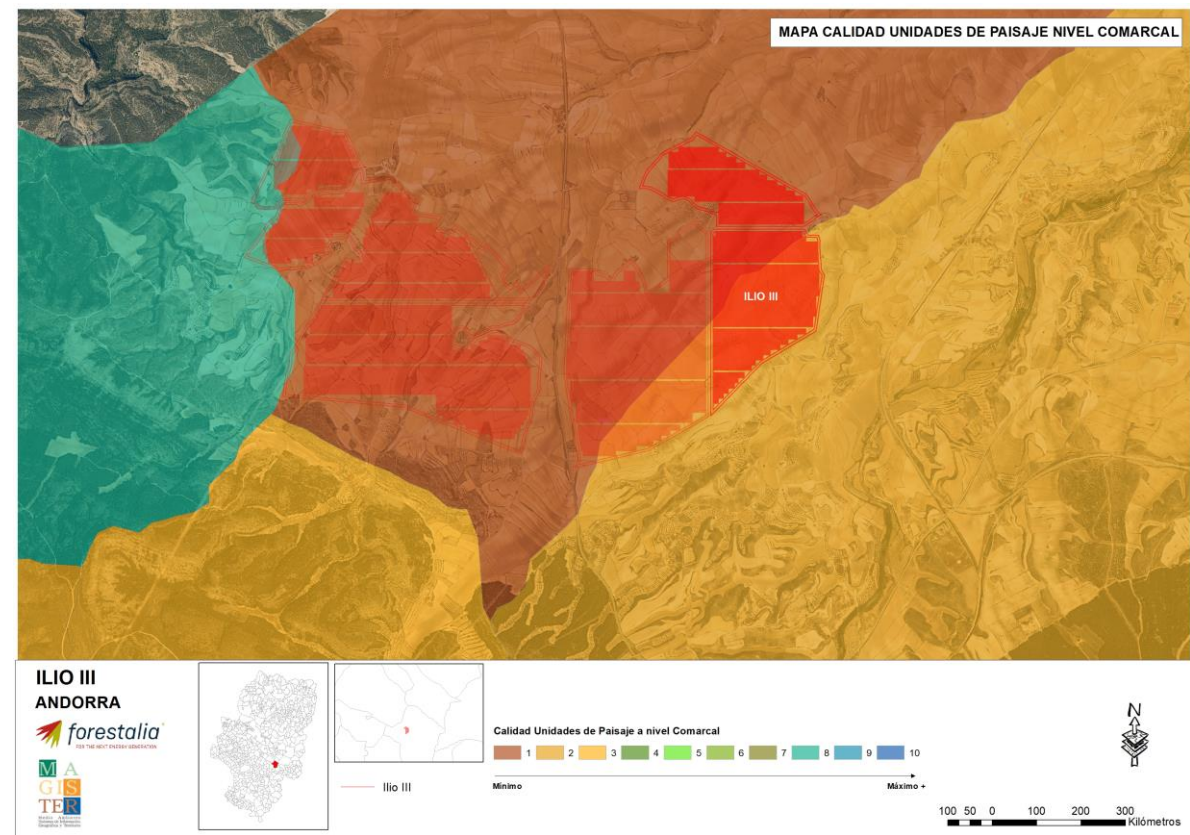 MAPA CALIDAD UNIDADES DE PAISAJE NIVEL COMARCAL
ILIO III
ILIO III
ANDORRA
forestalia
FOR THE NEXT ENERGY GENERATION
MA
GIS
TER
Ilio III
Calidad Unidades de Paisaje a nivel Comarcal
1 2 3 4 5 6 7 8 9 10
Mínimo Máximo +
N
100 50 0 100 200 300
Kilómetros